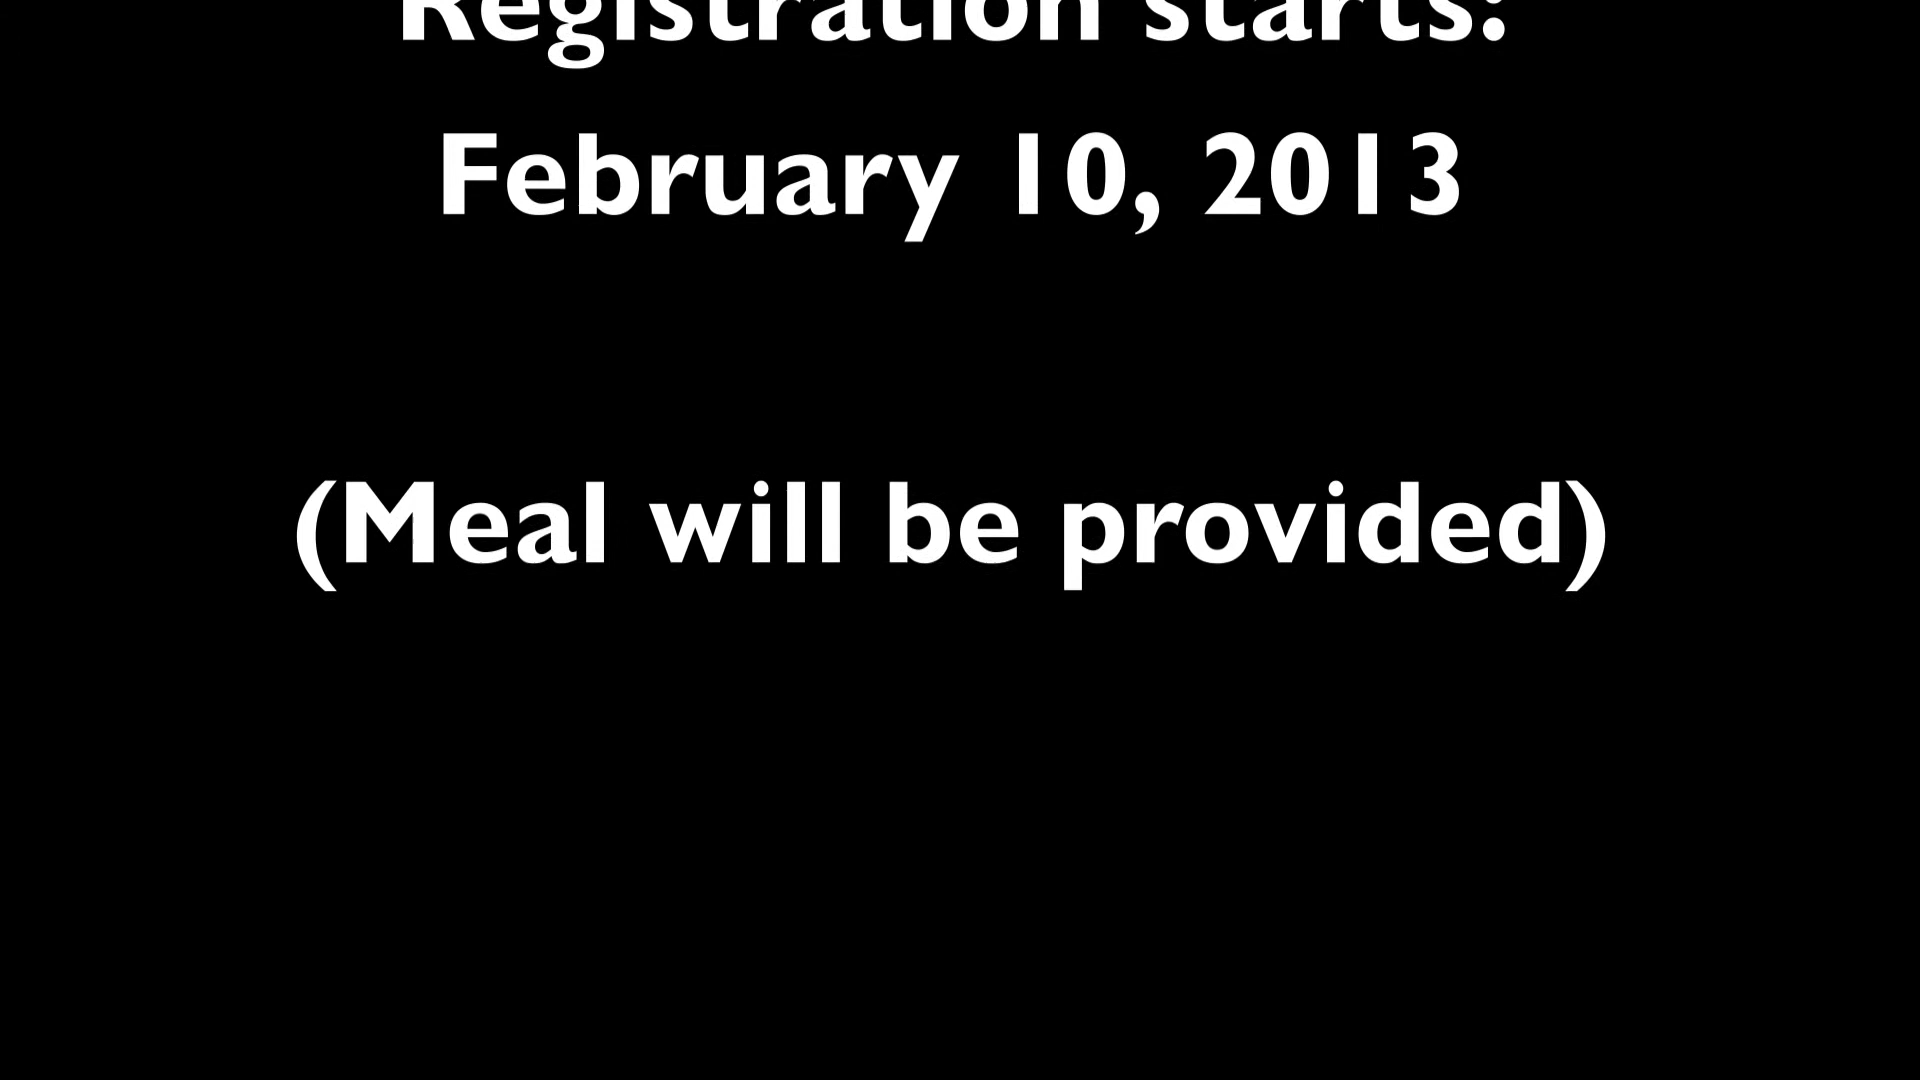 Registration starts:
February 10, 2013
(Meal will be provided)